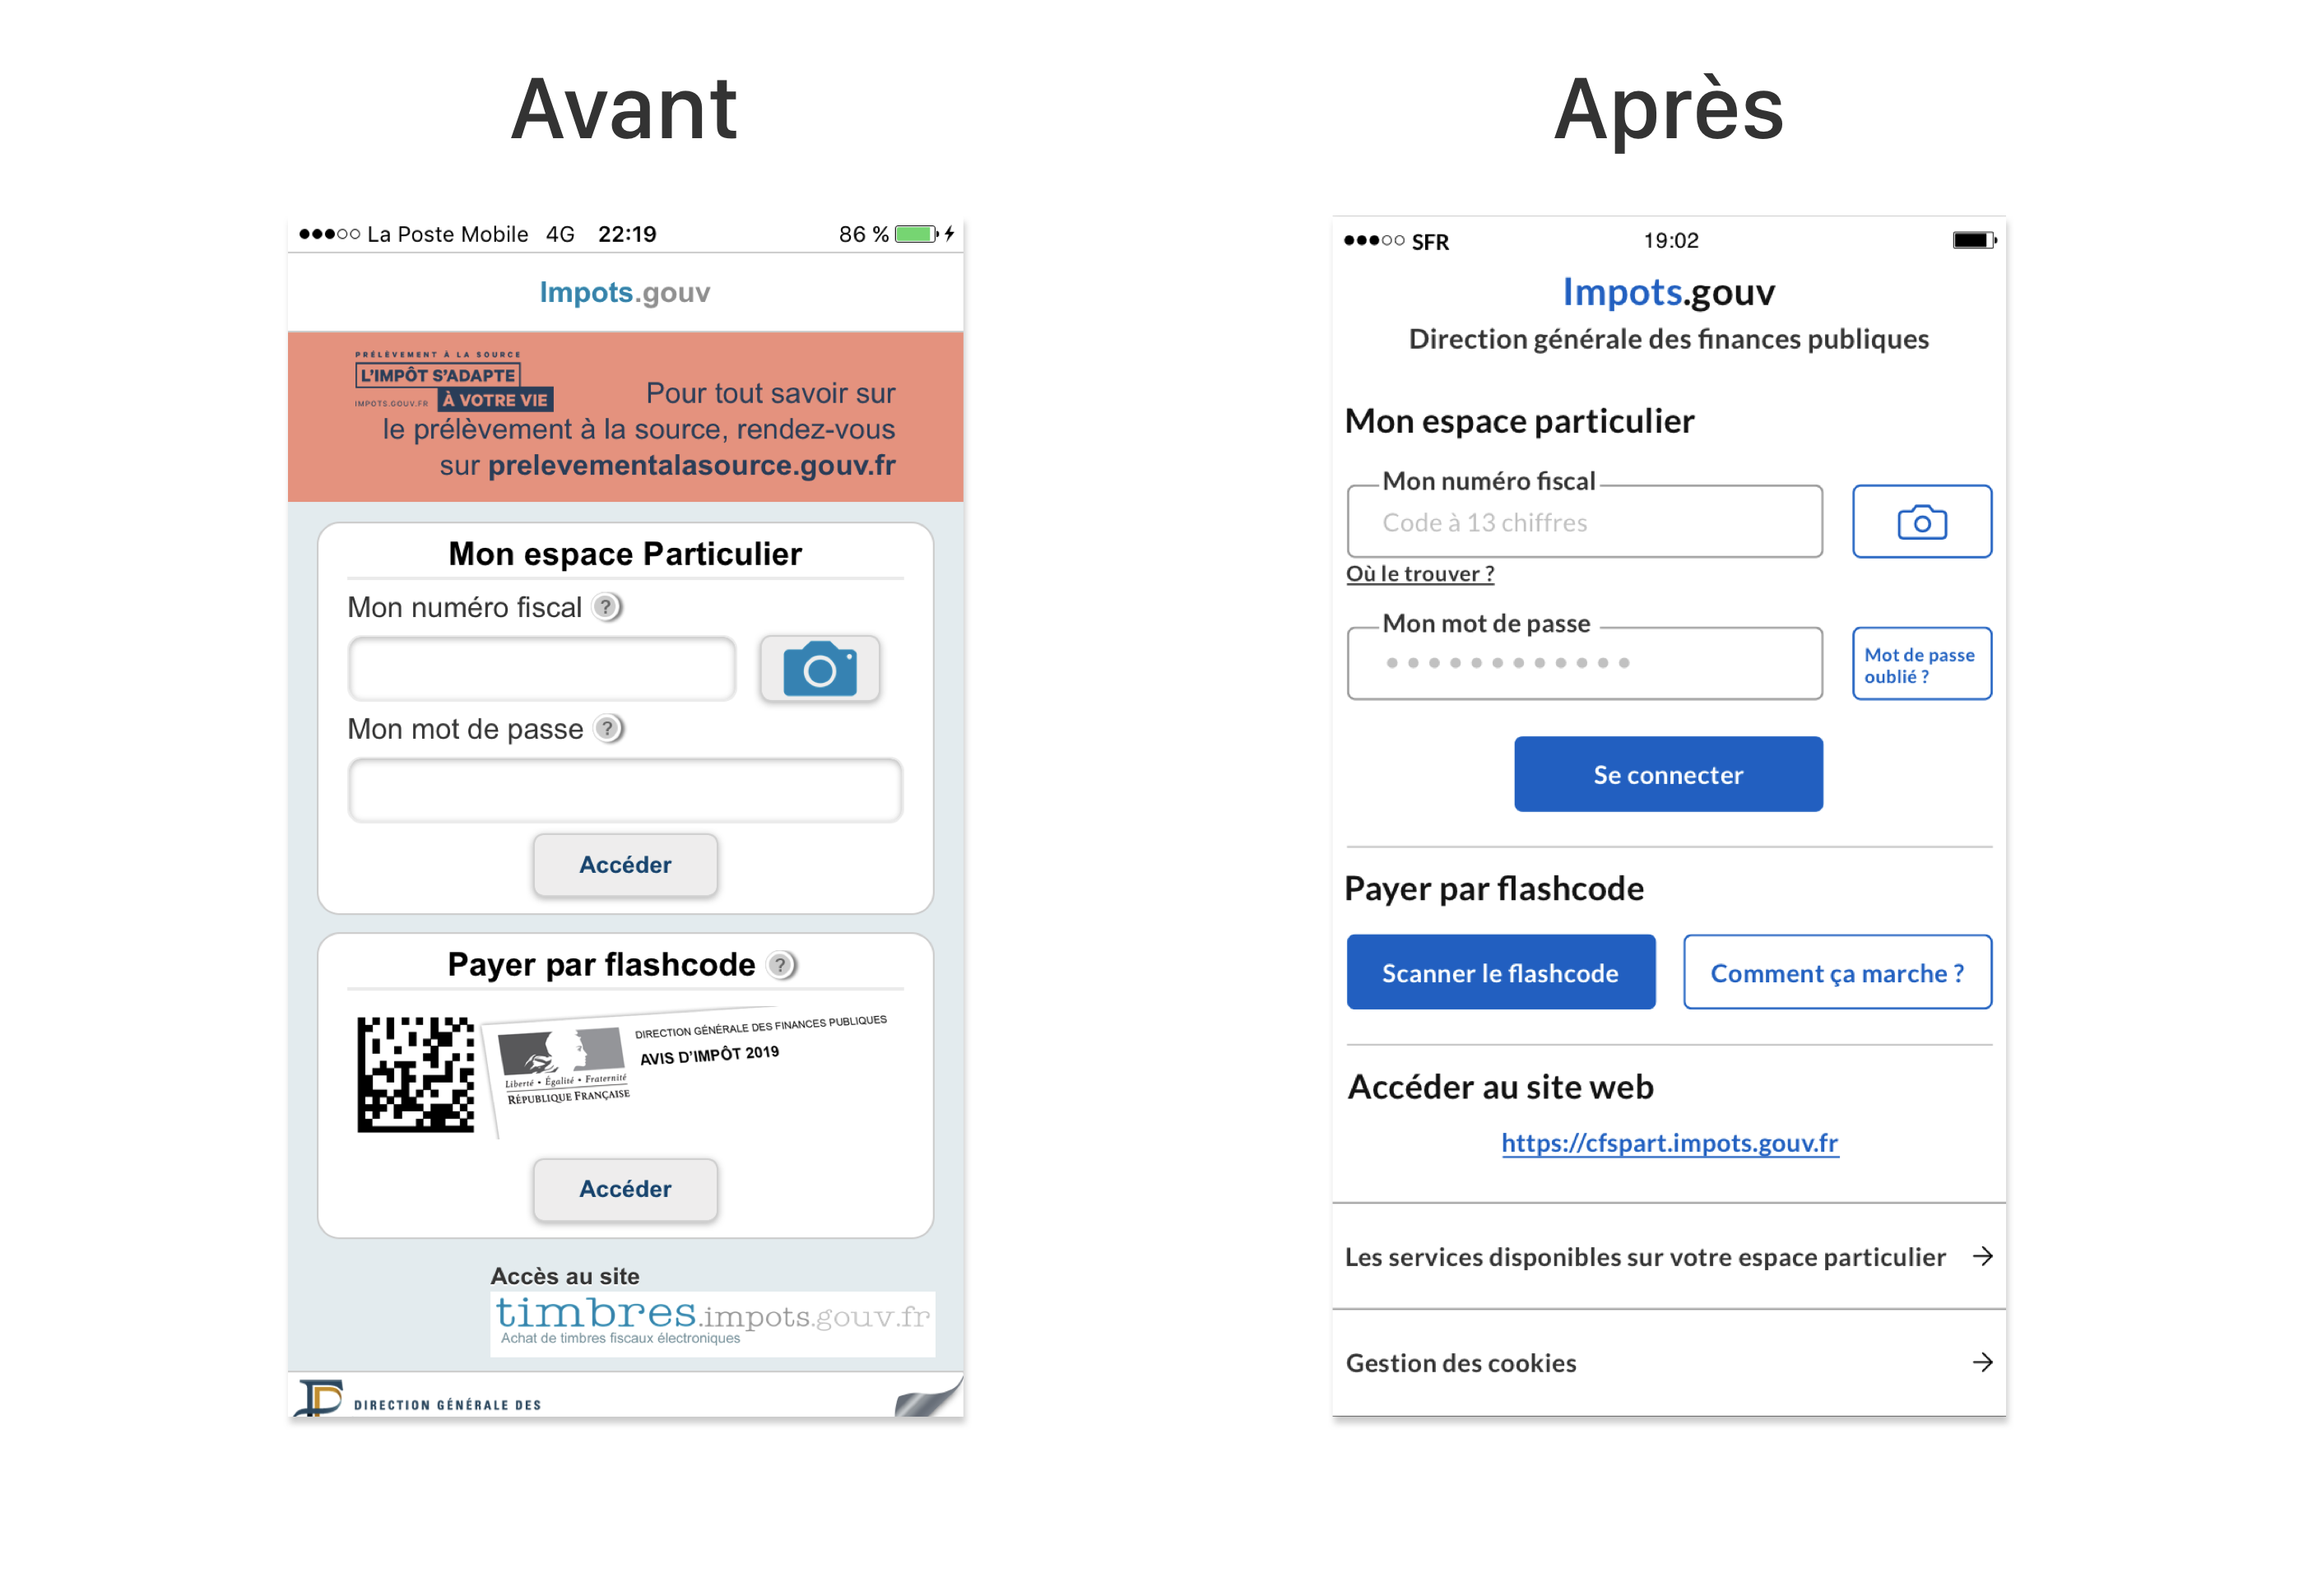 Avant
La Poste Mobile 4G 22:19 86 %
Impots.gouv
PRÉLÈVEMENT À LA SOURCE
L'IMPÔT S'ADAPTE
IMPOTS.GOUV.FR À VOTRE VIE
Pour tout savoir sur
le prélèvement à la source, rendez-vous
sur prelevementalasource.gouv.fr
Mon espace Particulier
Mon numéro fiscal ?
Mon mot de passe ?
Accéder
Payer par flashcode ?
DIRECTION GÉNÉRALE DES FINANCES PUBLIQUES
AVIS D'IMPÔT 2019
Liberté • Égalité • Fraternité
RÉPUBLIQUE FRANÇAISE
Accéder
Accès au site
timbres.impots.gouv.fr
Achat de timbres fiscaux électroniques
DIRECTION GÉNÉRALE DES
Après
SFR 19:02
Impots.gouv
Direction générale des finances publiques
Mon espace particulier
Mon numéro fiscal
Code à 13 chiffres
Où le trouver ?
Mon mot de passe
Mot de passe
oublié ?
Se connecter
Payer par flashcode
Scanner le flashcode
Comment ça marche ?
Accéder au site web
https://cfspart.impots.gouv.fr
Les services disponibles sur votre espace particulier
Gestion des cookies